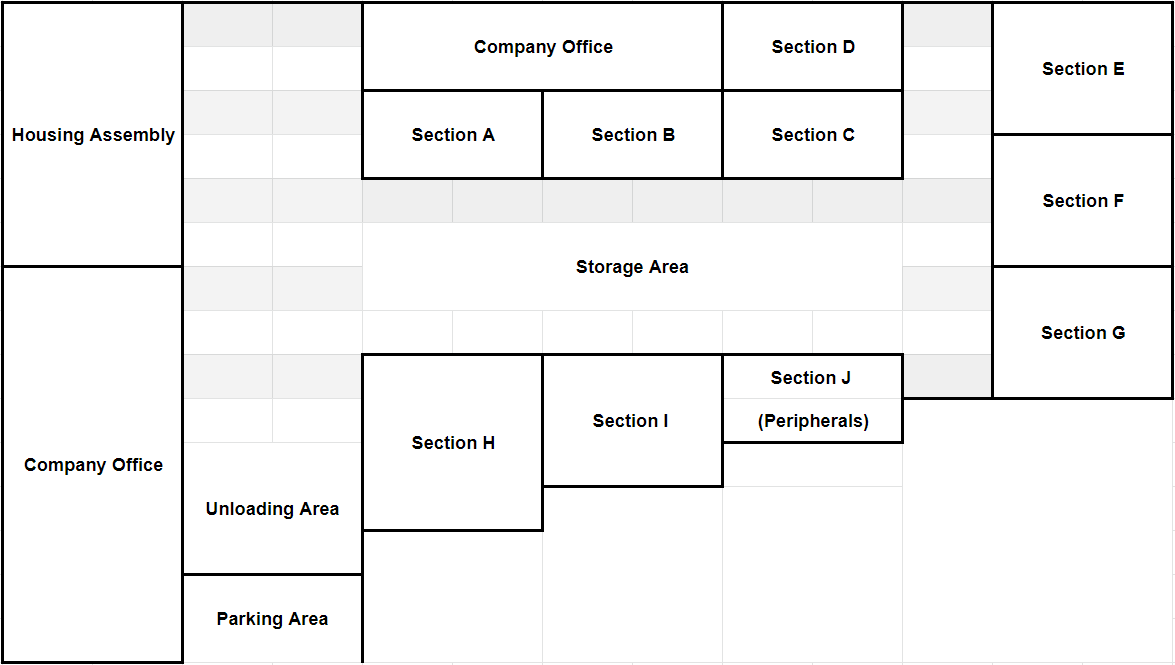 Company Office
Section D
Section E
Housing Assembly
Section A
Section B
Section C
Section F
Storage Area
Section G
Section J
(Peripherals)
Section I
Section H
Company Office
Unloading Area
Parking Area